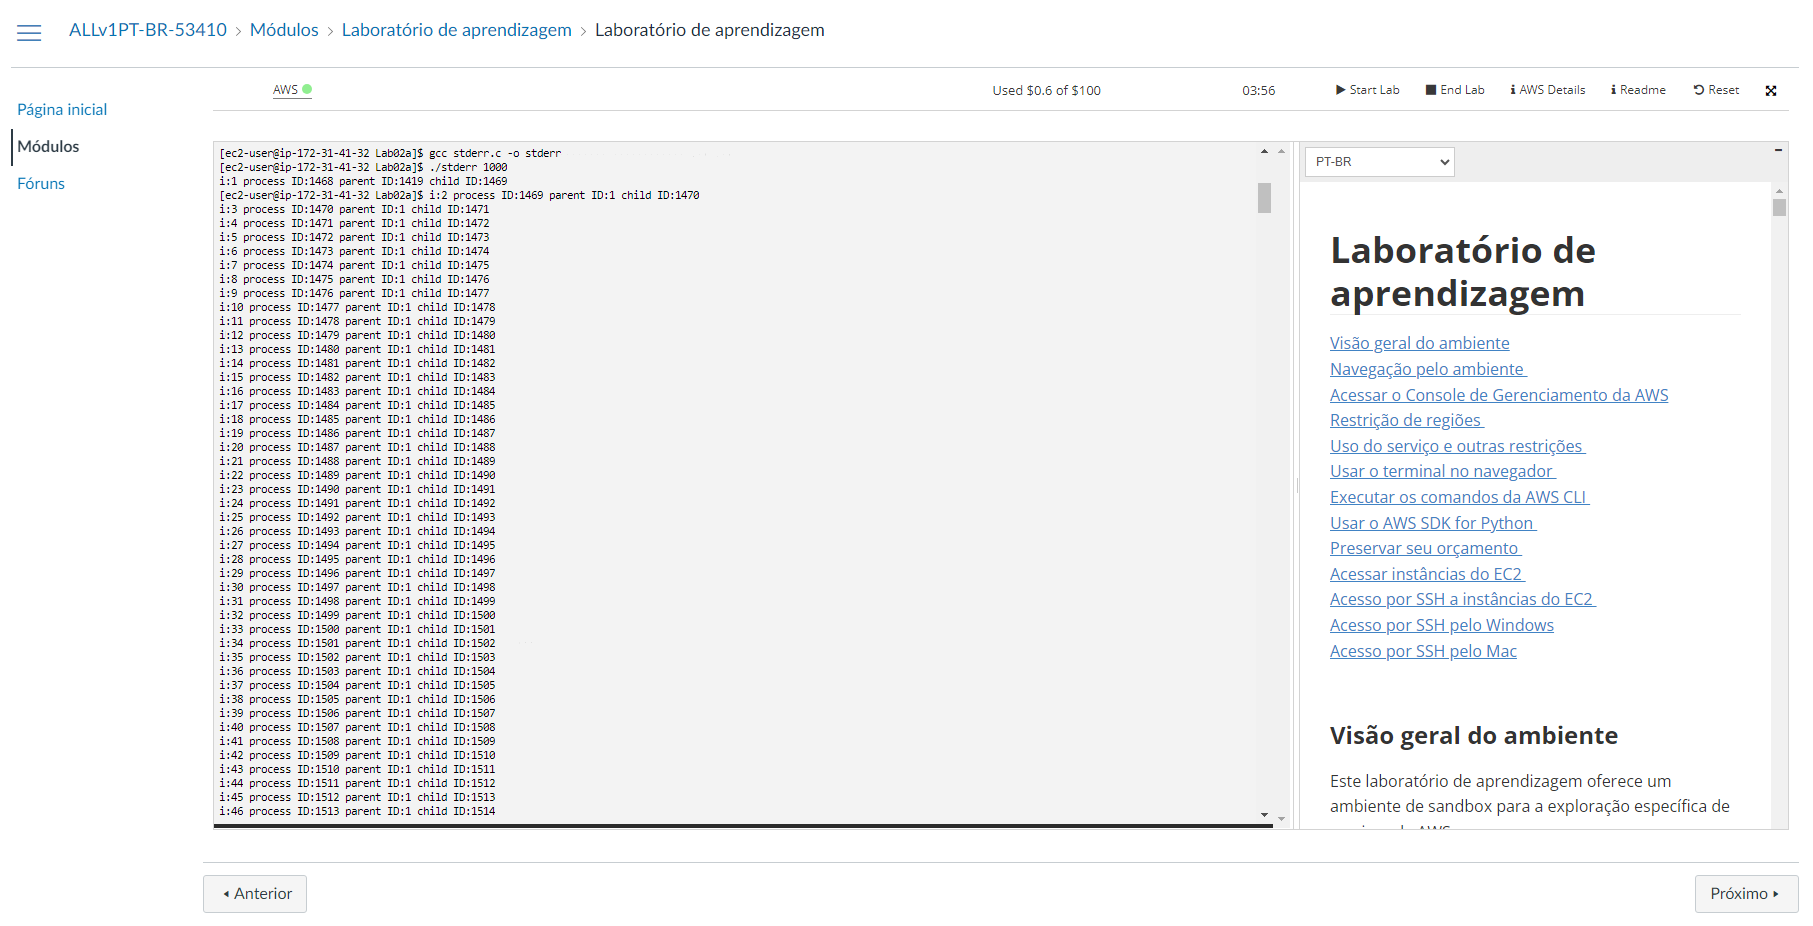 ALLv1PT-BR-53410 › Módulos › Laboratório de aprendizagem › Laboratório de aprendizagem
Página inicial
Módulos
Fóruns
AWS
Used $0.6 of $100
03:56
Start Lab
End Lab
AWS Details
Readme
Reset
[ec2-user@ip-172-31-41-32 Lab02a]$ gcc stderr.c -o stderr
[ec2-user@ip-172-31-41-32 Lab02a]$ ./stderr 1000
i:1 process ID:1468 parent ID:1419 child ID:1469
[ec2-user@ip-172-31-41-32 Lab02a]$ i:2 process ID:1469 parent ID:1 child ID:1470
i:3 process ID:1470 parent ID:1 child ID:1471
i:4 process ID:1471 parent ID:1 child ID:1472
i:5 process ID:1472 parent ID:1 child ID:1473
i:6 process ID:1473 parent ID:1 child ID:1474
i:7 process ID:1474 parent ID:1 child ID:1475
i:8 process ID:1475 parent ID:1 child ID:1476
i:9 process ID:1476 parent ID:1 child ID:1477
i:10 process ID:1477 parent ID:1 child ID:1478
i:11 process ID:1478 parent ID:1 child ID:1479
i:12 process ID:1479 parent ID:1 child ID:1480
i:13 process ID:1480 parent ID:1 child ID:1481
i:14 process ID:1481 parent ID:1 child ID:1482
i:15 process ID:1482 parent ID:1 child ID:1483
i:16 process ID:1483 parent ID:1 child ID:1484
i:17 process ID:1484 parent ID:1 child ID:1485
i:18 process ID:1485 parent ID:1 child ID:1486
i:19 process ID:1486 parent ID:1 child ID:1487
i:20 process ID:1487 parent ID:1 child ID:1488
i:21 process ID:1488 parent ID:1 child ID:1489
i:22 process ID:1489 parent ID:1 child ID:1490
i:23 process ID:1490 parent ID:1 child ID:1491
i:24 process ID:1491 parent ID:1 child ID:1492
i:25 process ID:1492 parent ID:1 child ID:1493
i:26 process ID:1493 parent ID:1 child ID:1494
i:27 process ID:1494 parent ID:1 child ID:1495
i:28 process ID:1495 parent ID:1 child ID:1496
i:29 process ID:1496 parent ID:1 child ID:1497
i:30 process ID:1497 parent ID:1 child ID:1498
i:31 process ID:1498 parent ID:1 child ID:1499
i:32 process ID:1499 parent ID:1 child ID:1500
i:33 process ID:1500 parent ID:1 child ID:1501
i:34 process ID:1501 parent ID:1 child ID:1502
i:35 process ID:1502 parent ID:1 child ID:1503
i:36 process ID:1503 parent ID:1 child ID:1504
i:37 process ID:1504 parent ID:1 child ID:1505
i:38 process ID:1505 parent ID:1 child ID:1506
i:39 process ID:1506 parent ID:1 child ID:1507
i:40 process ID:1507 parent ID:1 child ID:1508
i:41 process ID:1508 parent ID:1 child ID:1509
i:42 process ID:1509 parent ID:1 child ID:1510
i:43 process ID:1510 parent ID:1 child ID:1511
i:44 process ID:1511 parent ID:1 child ID:1512
i:45 process ID:1512 parent ID:1 child ID:1513
i:46 process ID:1513 parent ID:1 child ID:1514
PT-BR
Laboratório de
aprendizagem
Visão geral do ambiente
Navegação pelo ambiente
Acessar o Console de Gerenciamento da AWS
Restrição de regiões
Uso do serviço e outras restrições
Usar o terminal no navegador
Executar os comandos da AWS CLI
Usar o AWS SDK for Python
Preservar seu orçamento
Acessar instâncias do EC2
Acesso por SSH a instâncias do EC2
Acesso por SSH pelo Windows
Acesso por SSH pelo Mac
Visão geral do ambiente
Este laboratório de aprendizagem oferece um
ambiente de sandbox para a exploração específica de
AWS
Anterior
Próximo